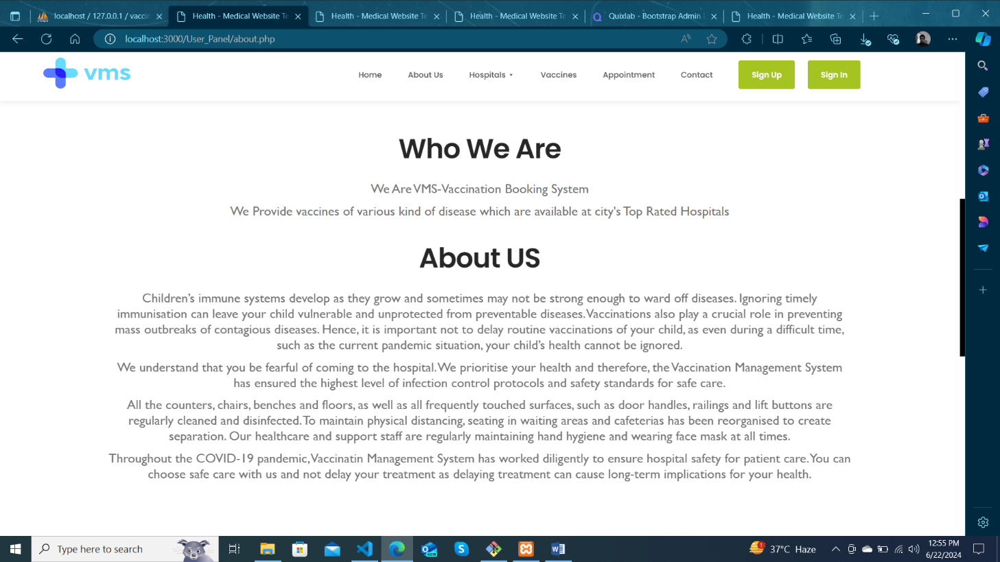 localhost / 127.0.0.1 / vaccin
Health - Medical Website Te
Health - Medical Website Te
Health - Medical Website Te
Quixlab - Bootstrap Admin
Health - Medical Website Te
localhost:3000/User_Panel/about.php
vms
Home
About Us
Hospitals
Vaccines
Appointment
Contact
Sign Up
Sign In
Who We Are
We Are VMS-Vaccination Booking System
We Provide vaccines of various kind of disease which are available at city's Top Rated Hospitals
About US
Children’s immune systems develop as they grow and sometimes may not be strong enough to ward off diseases. Ignoring timely
immunisation can leave your child vulnerable and unprotected from preventable diseases. Vaccinations also play a crucial role in preventing
mass outbreaks of contagious diseases. Hence, it is important not to delay routine vaccinations of your child, as even during a difficult time,
such as the current pandemic situation, your child’s health cannot be ignored.
We understand that you be fearful of coming to the hospital. We prioritise your health and therefore, the Vaccination Management System
has ensured the highest level of infection control protocols and safety standards for safe care.
All the counters, chairs, benches and floors, as well as all frequently touched surfaces, such as door handles, railings and lift buttons are
regularly cleaned and disinfected. To maintain physical distancing, seating in waiting areas and cafeterias has been reorganised to create
separation. Our healthcare and support staff are regularly maintaining hand hygiene and wearing face mask at all times.
Throughout the COVID-19 pandemic, Vaccinatin Management System has worked diligently to ensure hospital safety for patient care. You can
choose safe care with us and not delay your treatment as delaying treatment can cause long-term implications for your health.
Type here to search
NEW
1
37°C Haze
12:55 PM
6/22/2024